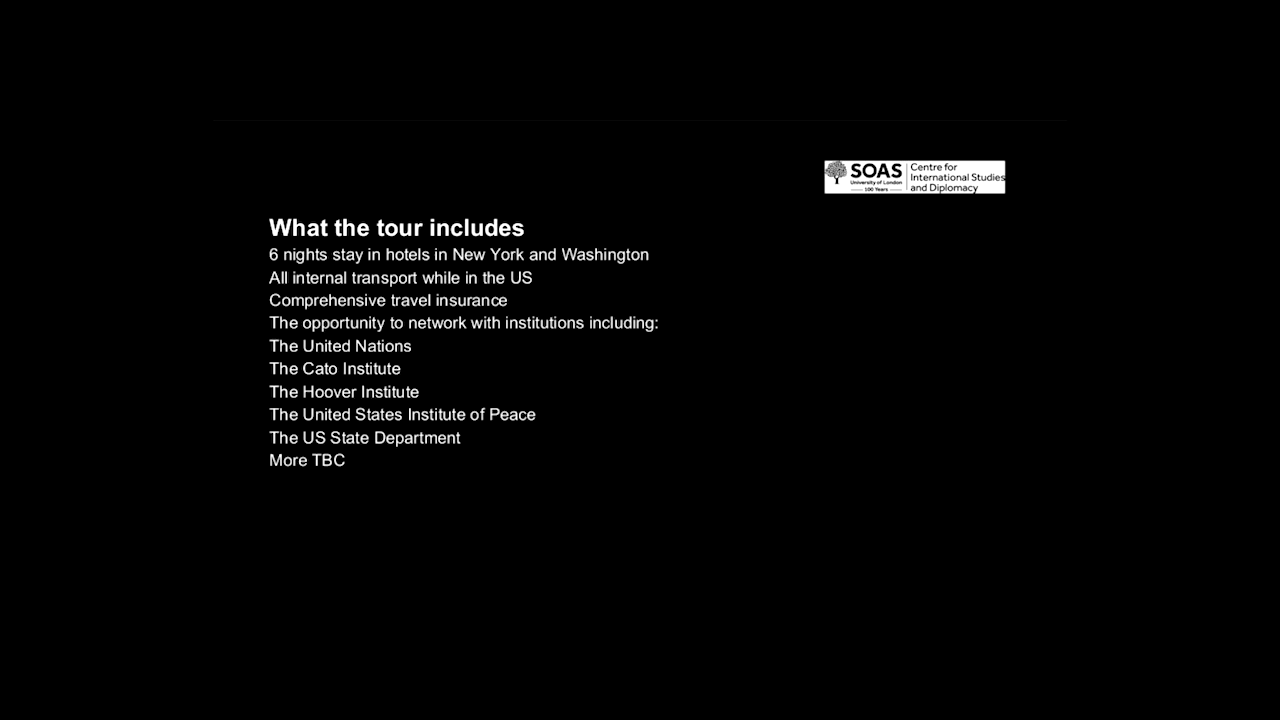 SOAS
University of London
100 Years
Centre for
International Studies
and Diplomacy
What the tour includes
6 nights stay in hotels in New York and Washington
All internal transport while in the US
Comprehensive travel insurance
The opportunity to network with institutions including:
The United Nations
The Cato Institute
The Hoover Institute
The United States Institute of Peace
The US State Department
More TBC